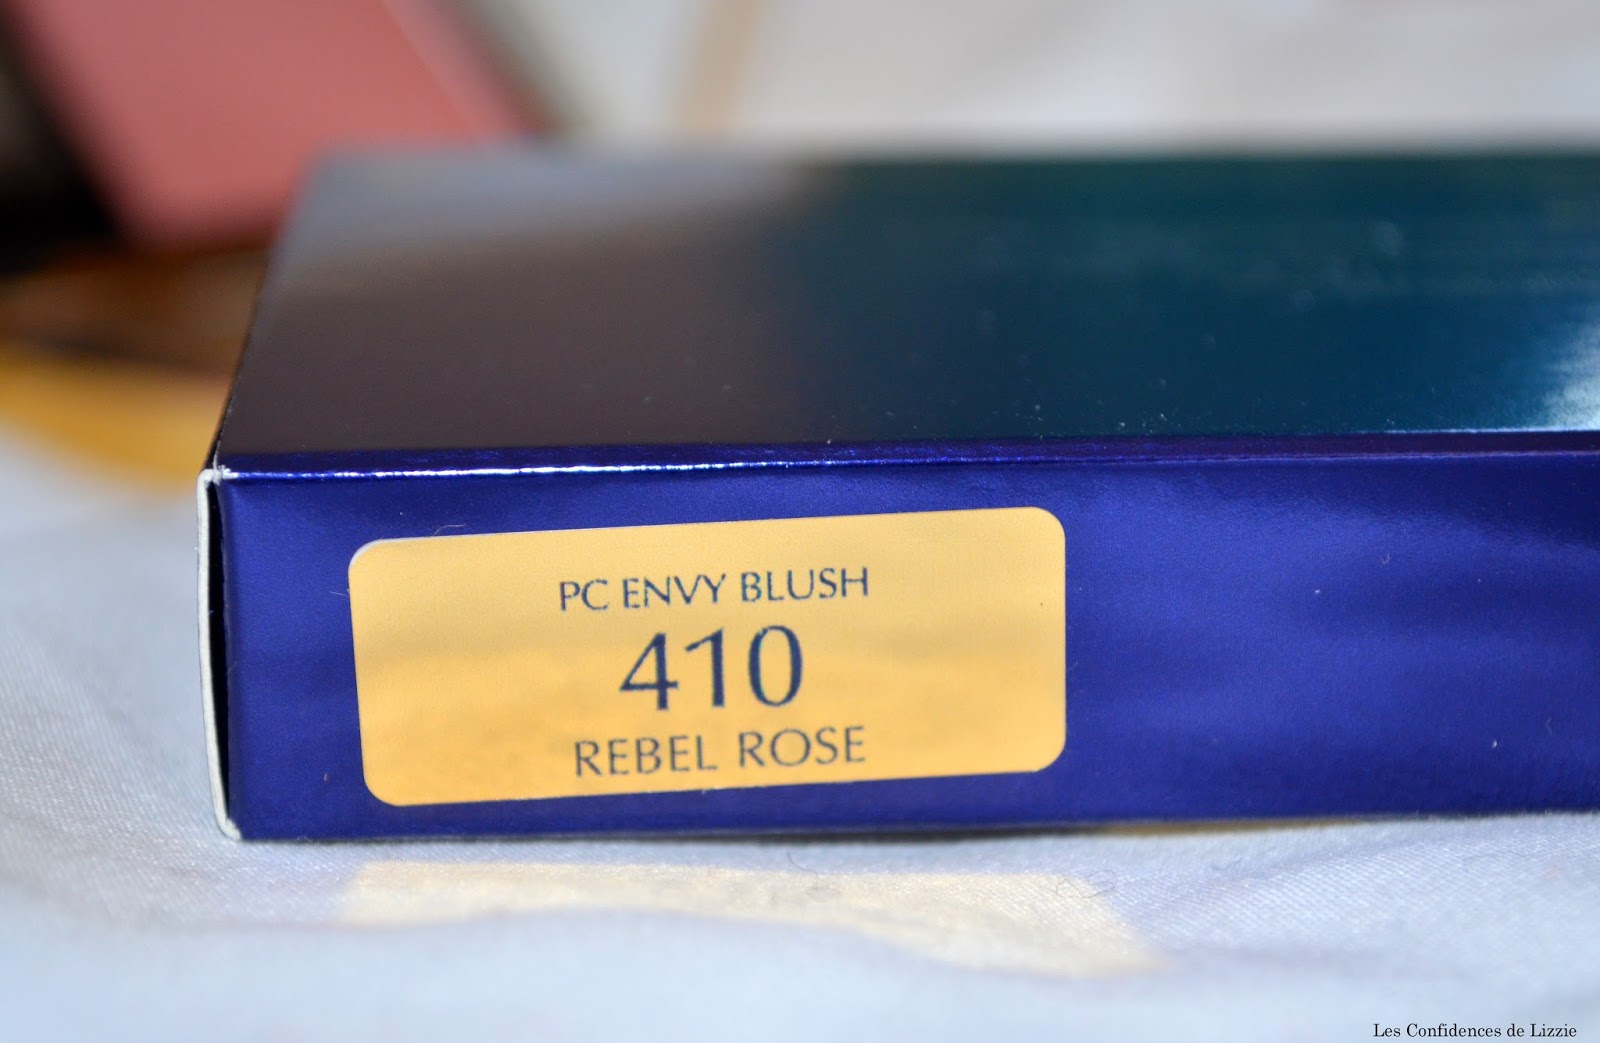 PC ENVY BLUSH
410
REBEL ROSE
Les Confidences de Lizzie